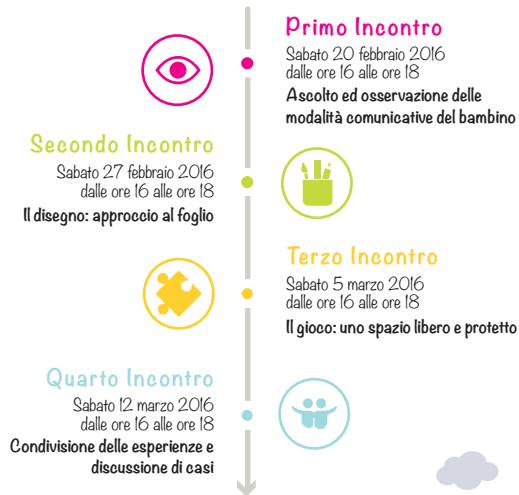 Primo Incontro
Sabato 20 febbraio 2016
dalle ore 16 alle ore 18
Ascolto ed osservazione delle
modalità comunicative del bambino
Secondo Incontro
Sabato 27 febbraio 2016
dalle ore 16 alle ore 18
Il disegno: approccio al foglio
Terzo Incontro
Sabato 5 marzo 2016
dalle ore 16 alle ore 18
Il gioco: uno spazio libero e protetto
Quarto Incontro
Sabato 12 marzo 2016
dalle ore 16 alle ore 18
Condivisione delle esperienze e
discussione di casi